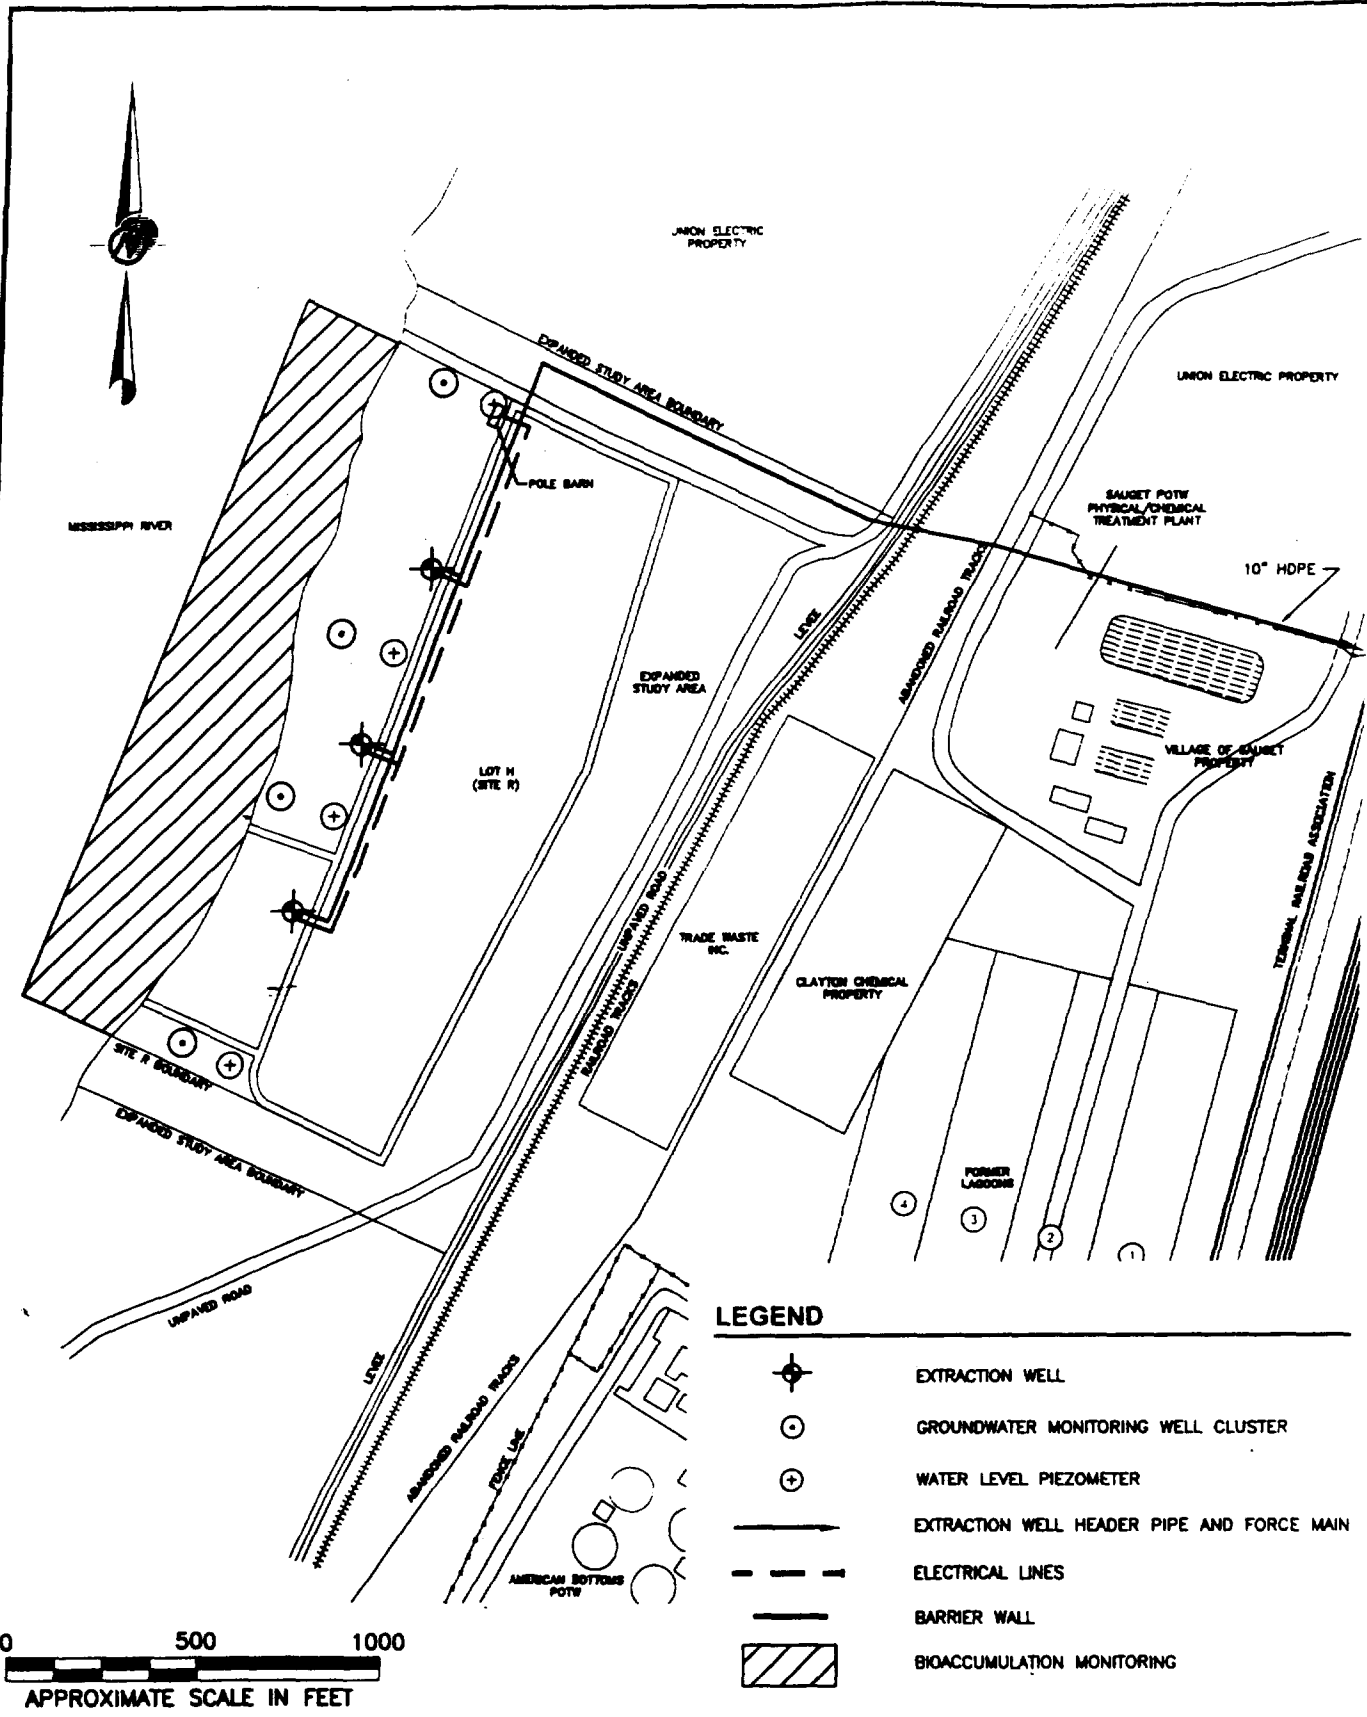 UNION ELECTRIC
PROPERTY
EXPANDED STUDY AREA BOUNDARY
UNION ELECTRIC PROPERTY
POLE BARN
SAUGET POTW
PHYSICAL/CHEMICAL
TREATMENT PLANT
MISSISSIPPI RIVER
10" HDPE
ABANDONED RAILROAD TRACKS
LEVEE
EXPANDED
STUDY AREA
VILLAGE OF SAUGET
PROPERTY
LOT H
(SITE R)
TERMINAL RAILROAD ASSOCIATION
UNPAVED ROAD
TRADE WASTE
INC.
CLAYTON CHEMICAL
PROPERTY
RAILROAD TRACKS
SITE R BOUNDARY
EXPANDED STUDY AREA BOUNDARY
FORMER
LAGOONS
4
3
2
1
UNPAVED ROAD
LEVEE
ABANDONED RAILROAD TRACKS
FENCE LINE
AMERICAN BOTTOMS
POTW
LEGEND
EXTRACTION WELL
GROUNDWATER MONITORING WELL CLUSTER
WATER LEVEL PIEZOMETER
EXTRACTION WELL HEADER PIPE AND FORCE MAIN
ELECTRICAL LINES
BARRIER WALL
BIOACCUMULATION MONITORING
0 500 1000
APPROXIMATE SCALE IN FEET